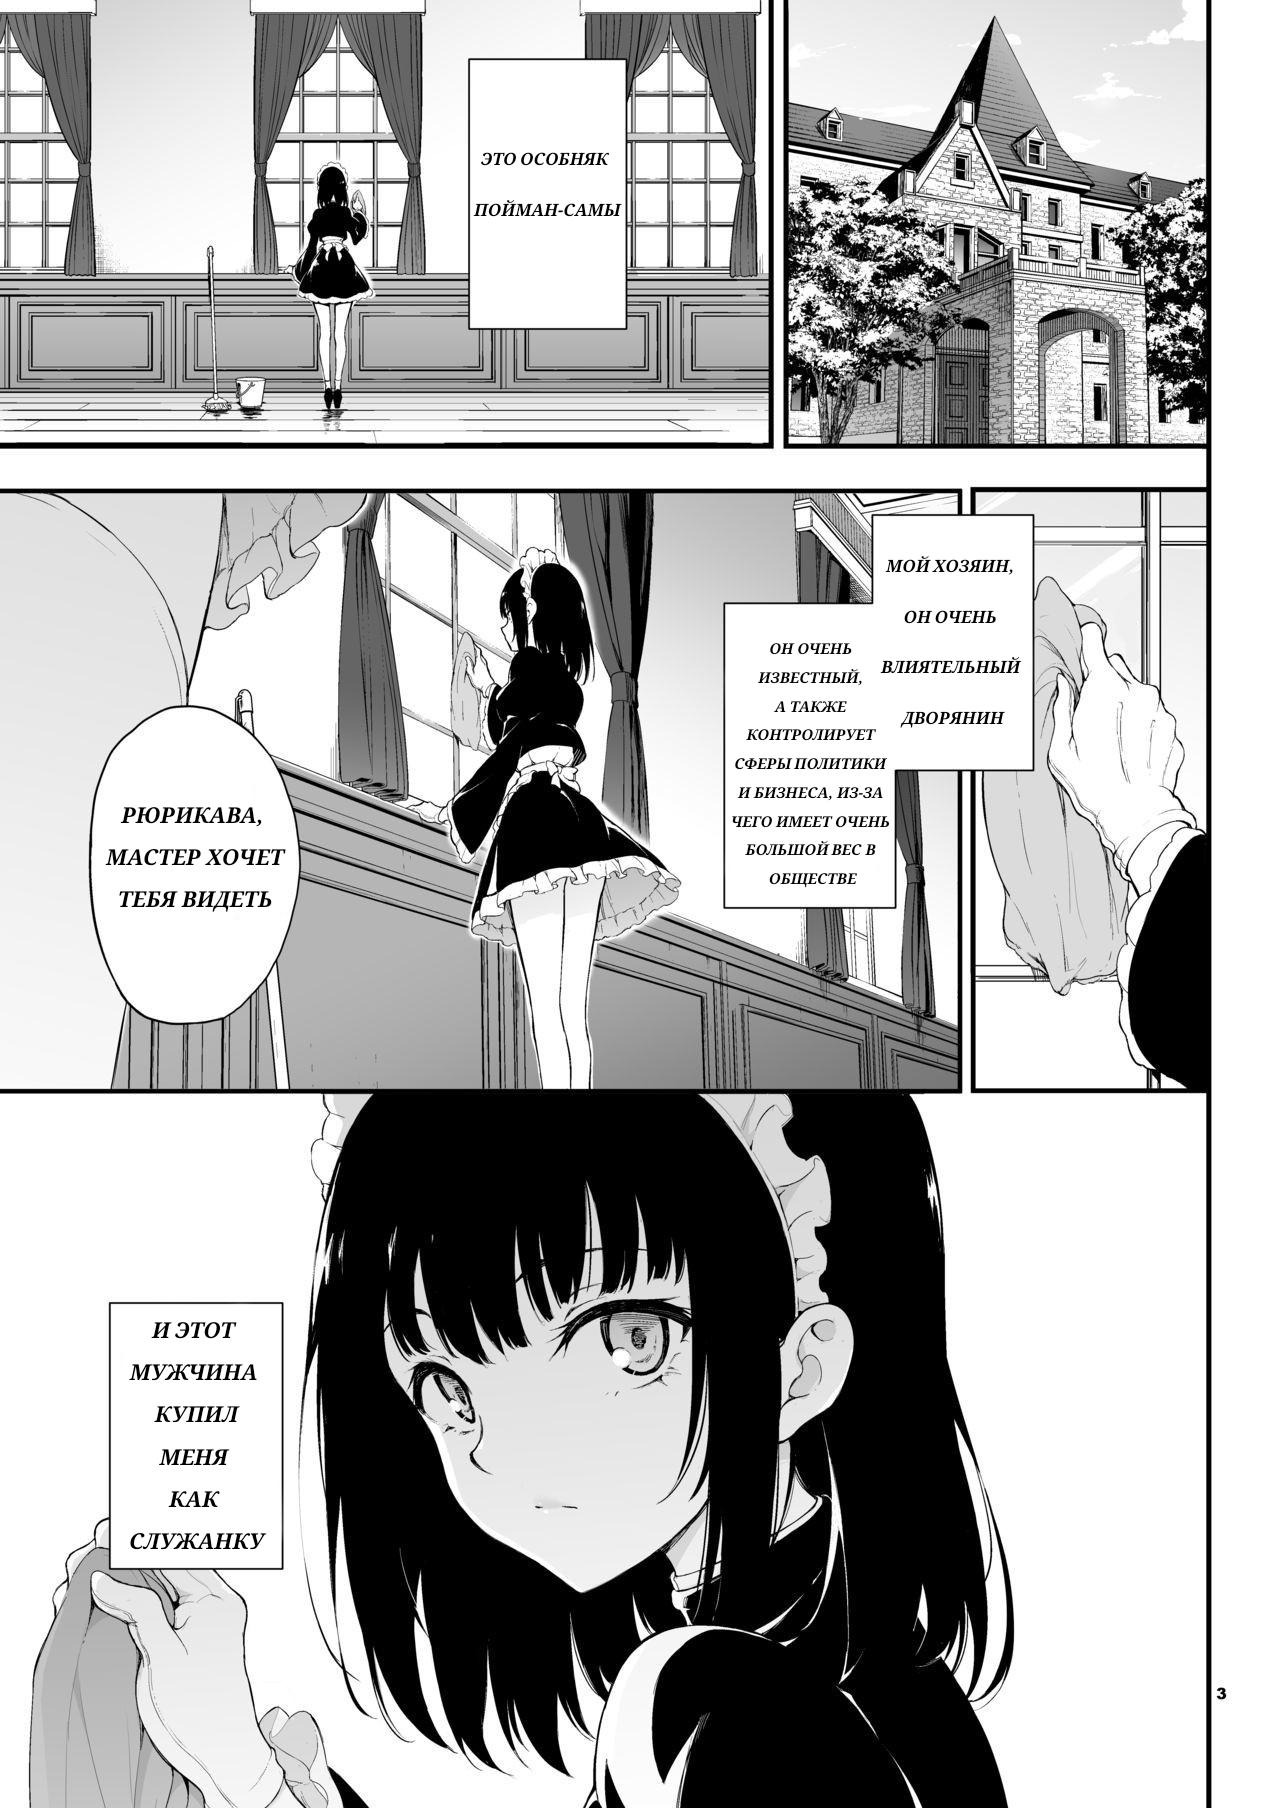 ЭТО ОСОБНЯК
ПОЙМАН-САМЫ
МОЙ ХОЗЯИН,
ОН ОЧЕНЬ
ВЛИЯТЕЛЬНЫЙ
ДВОРЯНИН
ОН ОЧЕНЬ
ИЗВЕСТНЫЙ,
А ТАКЖЕ
КОНТРОЛИРУЕТ
СФЕРЫ ПОЛИТИКИ
И БИЗНЕСА, ИЗ-ЗА
ЧЕГО ИМЕЕТ ОЧЕНЬ
БОЛЬШОЙ ВЕС В
ОБЩЕСТВЕ
РЮРИКАВА,
МАСТЕР ХОЧЕТ
ТЕБЯ ВИДЕТЬ
И ЭТОТ
МУЖЧИНА
КУПИЛ
МЕНЯ
КАК
СЛУЖАНКУ
3